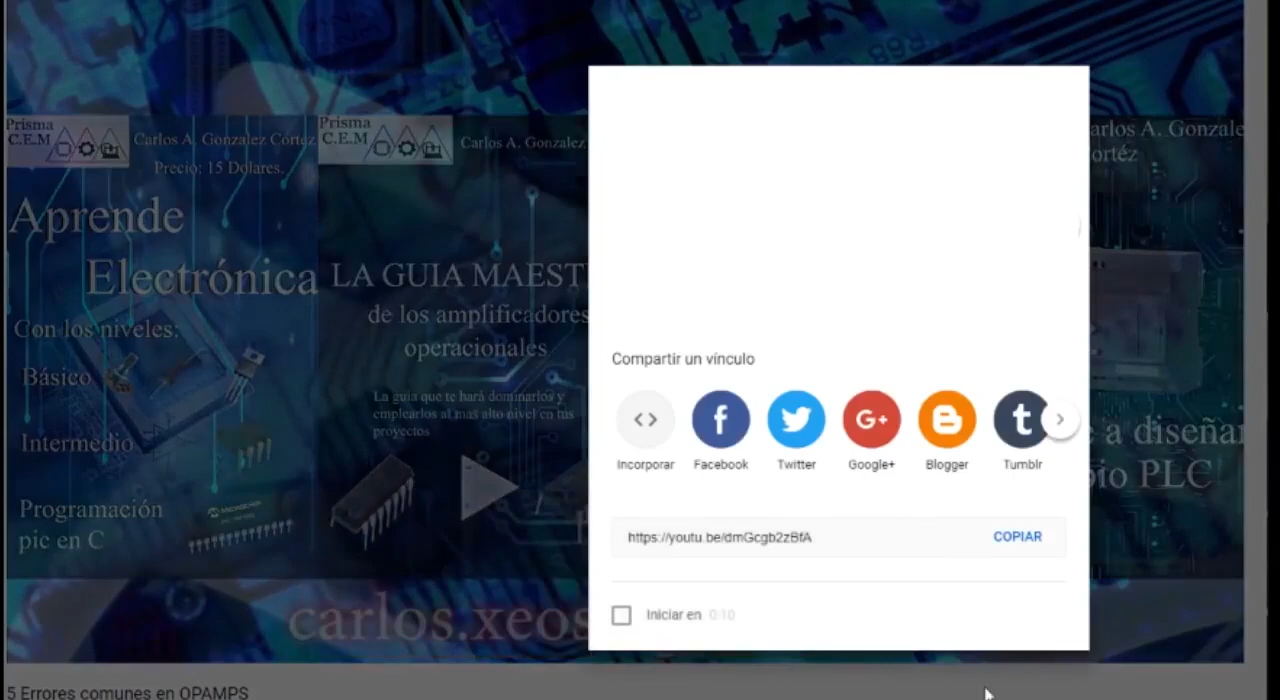 Prisma
C.E.M
Carlos A. Gonzalez Cortéz
Precio: 15 Dolares.
Aprende
Electrónica
Con los niveles:
Básico
Intermedio
Programación
pic en C
Prisma
C.E.M
Carlos A. Gonzalez
LA GUIA MAEST
de los amplificadores
operacionales
La guia que te hará dominarlos y
emplearlos al mas alto nivel en tus
proyectos
arlos A. Gonzale
ortéz
e a diseñar
pio PLC
carlos.xeos
Compartir un vínculo
Incorporar
Facebook
Twitter
Google+
Blogger
Tumblr
https://youtu.be/dmGcgb2zBfA
COPIAR
Iniciar en 0:10
5 Errores comunes en OPAMPS